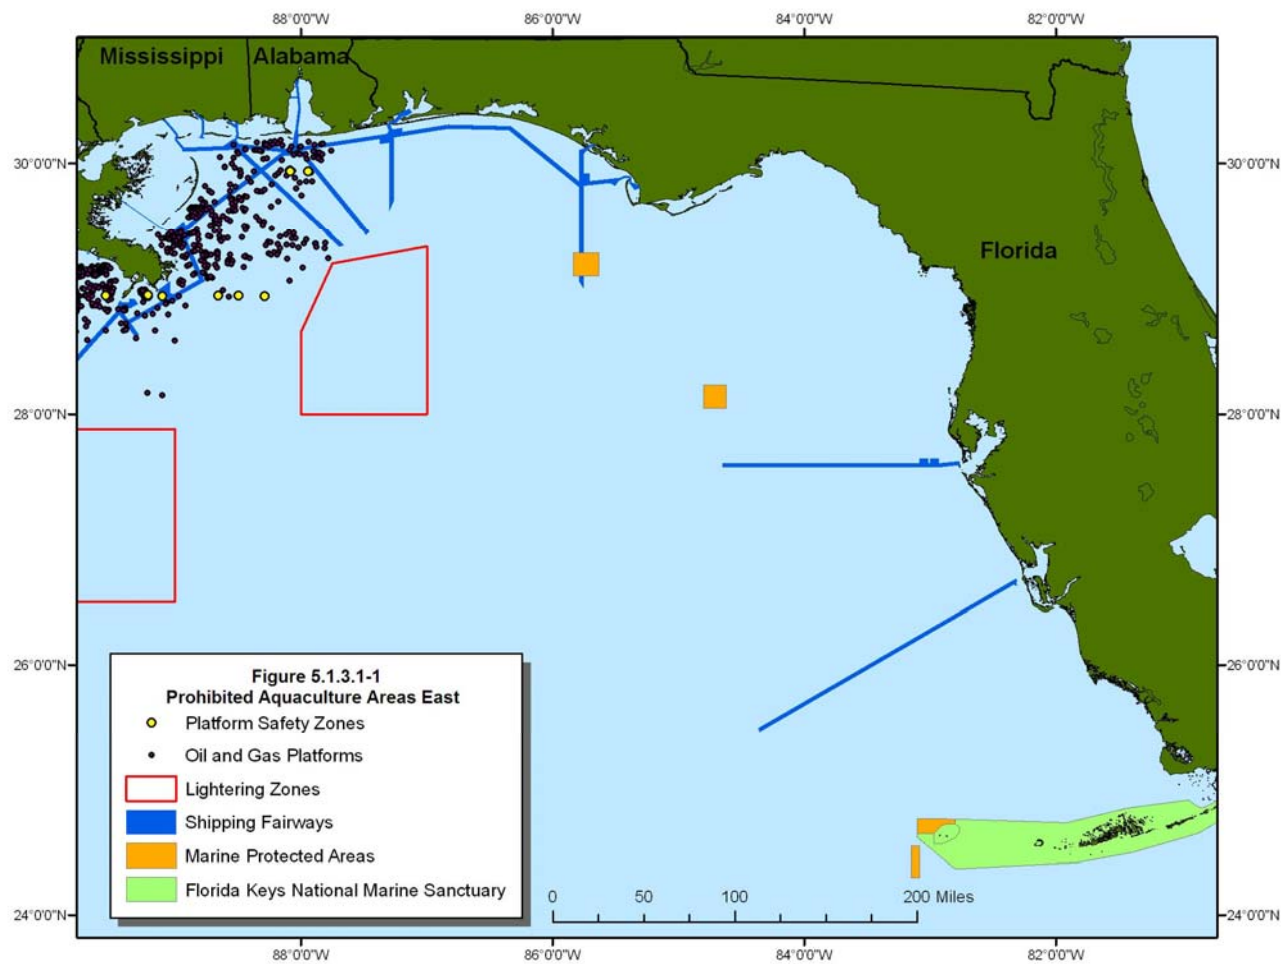 88°0'0"W 86°0'0"W 84°0'0"W 82°0'0"W
Mississippi Alabama
30°0'0"N 30°0'0"N
Florida
28°0'0"N 28°0'0"N
26°0'0"N 26°0'0"N
Figure 5.1.3.1-1
Prohibited Aquaculture Areas East
Platform Safety Zones
Oil and Gas Platforms
Lightering Zones
Shipping Fairways
Marine Protected Areas
Florida Keys National Marine Sanctuary
0 50 100 200 Miles
24°0'0"N 24°0'0"N
88°0'0"W 86°0'0"W 84°0'0"W 82°0'0"W